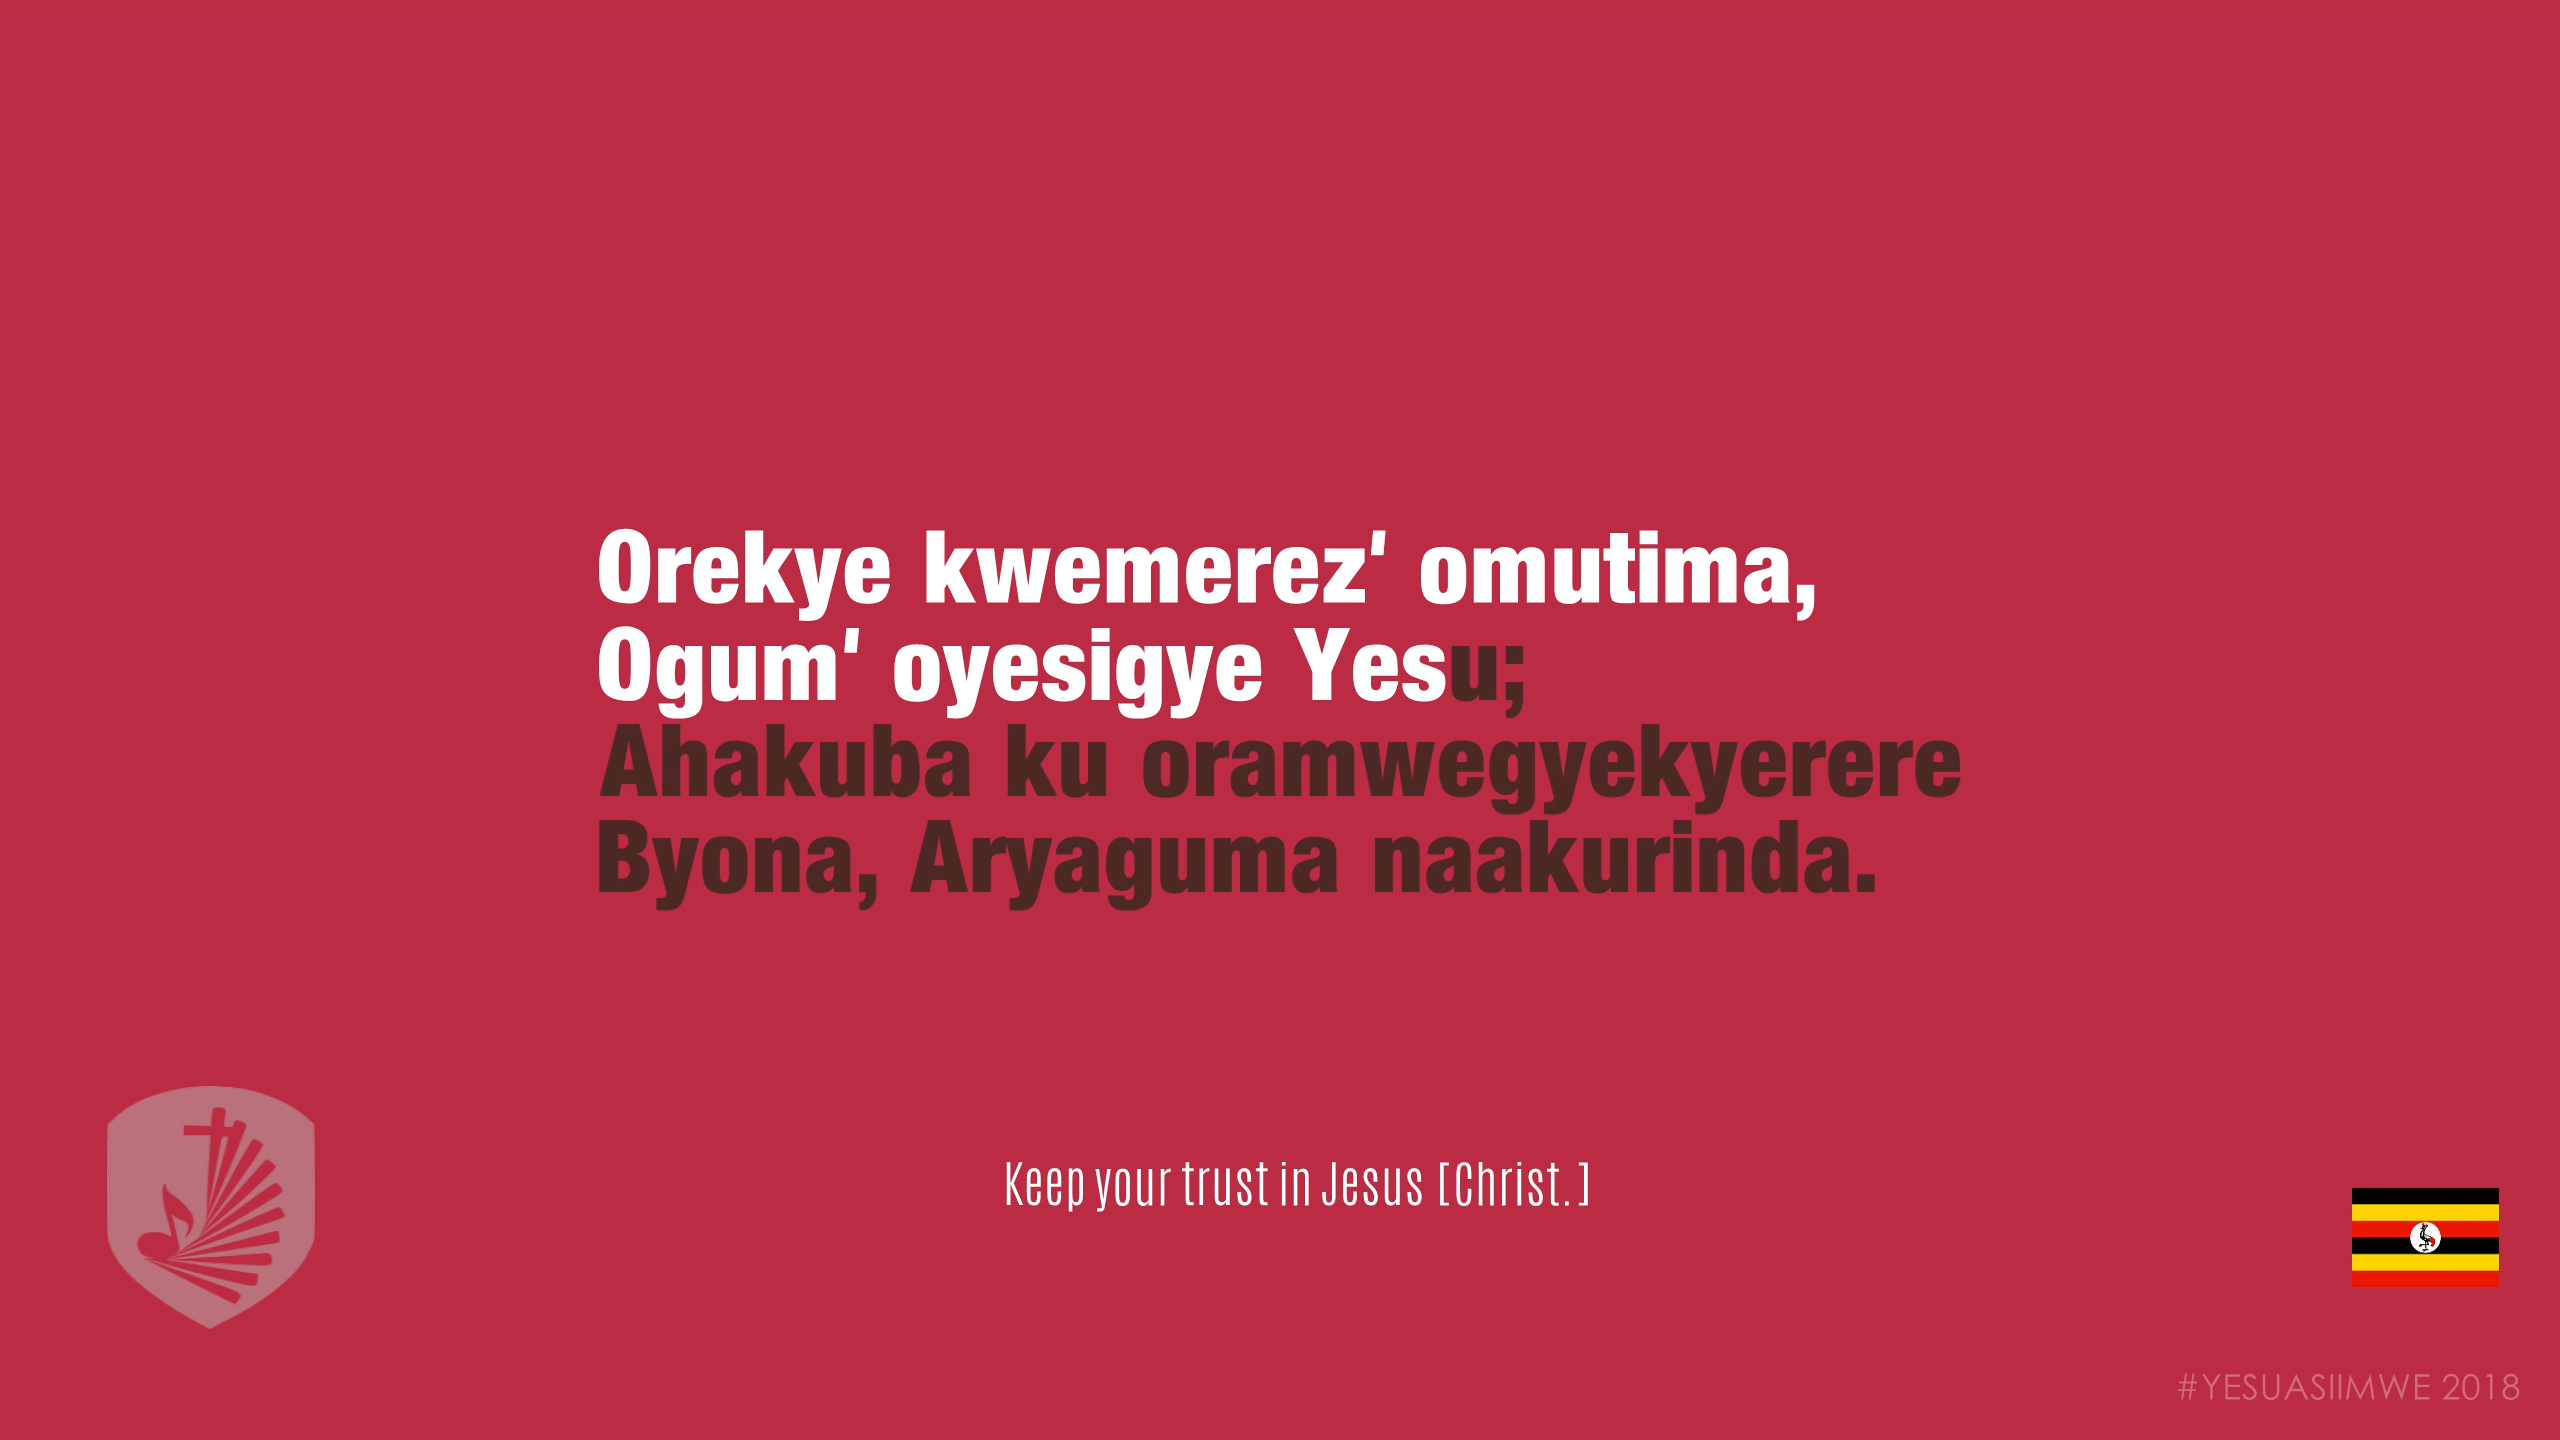 Orekye kwemerez' omutima,
Ogum' oyesigye Yesu;
Ahakuba ku oramwegyekyerere
Byona, Aryaguma naakurinda.
Keep your trust in Jesus [Christ.]
#YESUASIIMWE 2018